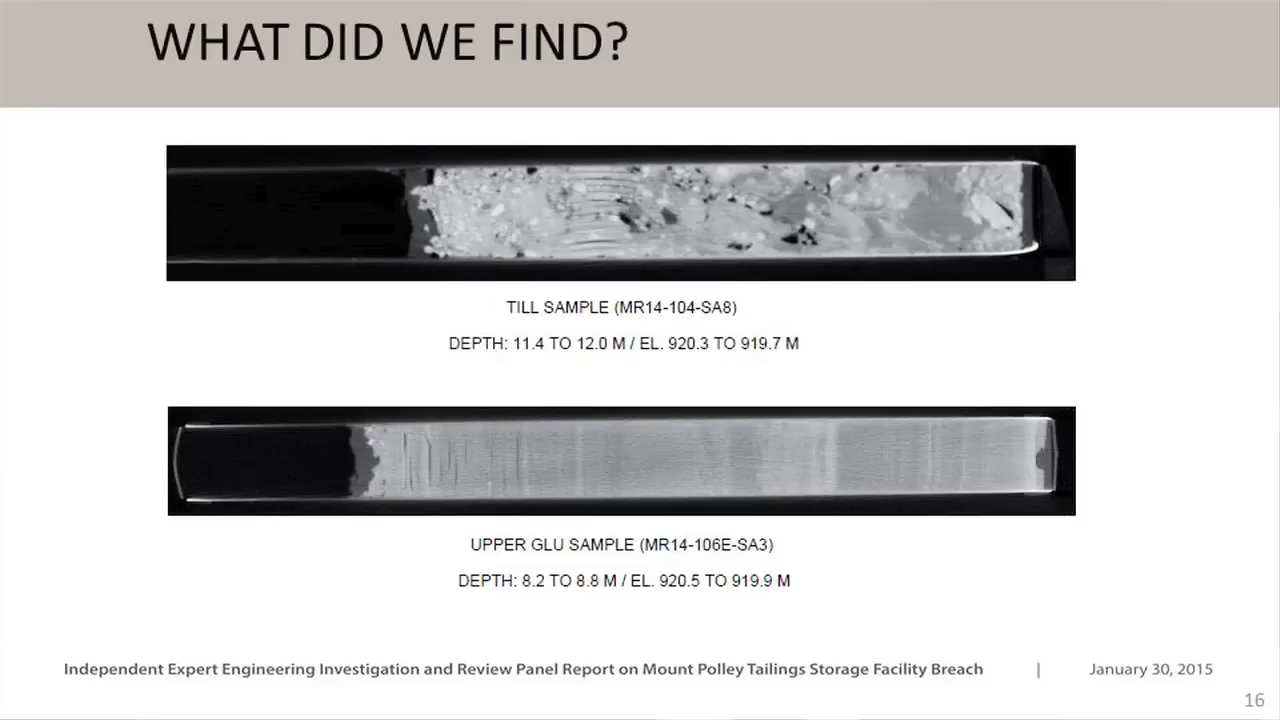 WHAT DID WE FIND?
TILL SAMPLE (MR14-104-SA8)
DEPTH: 11.4 TO 12.0 M / EL. 920.3 TO 919.7 M
UPPER GLU SAMPLE (MR14-106E-SA3)
DEPTH: 8.2 TO 8.8 M / EL. 920.5 TO 919.9 M
Independent Expert Engineering Investigation and Review Panel Report on Mount Polley Tailings Storage Facility Breach | January 30, 2015
16